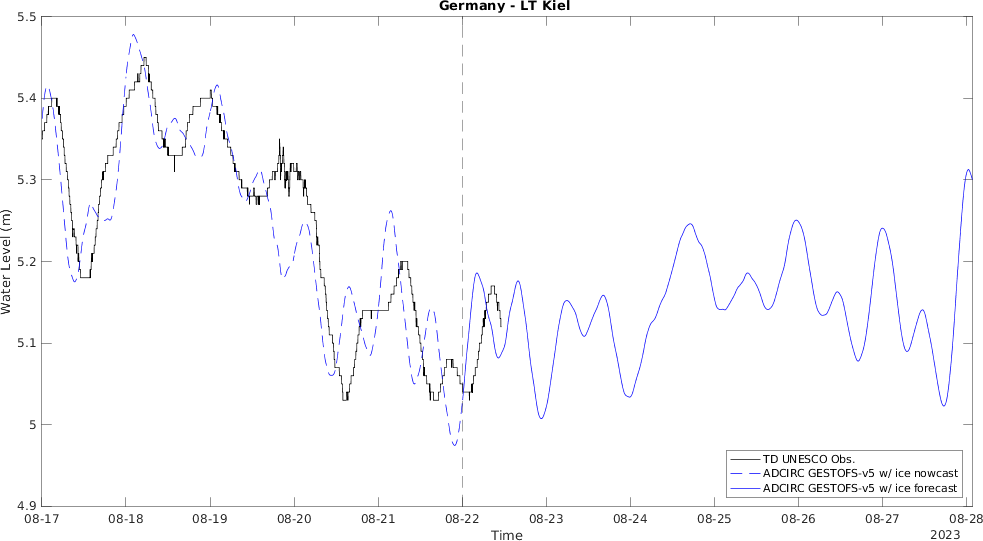 Germany - LT Kiel
5.5
5.4
5.3
5.2
5.1
5
4.9
Water Level (m)
08-17 08-18 08-19 08-20 08-21 08-22 08-23 08-24 08-25 08-26 08-27 08-28
Time
2023
TD UNESCO Obs.
ADCIRC GESTOFS-v5 w/ ice nowcast
ADCIRC GESTOFS-v5 w/ ice forecast